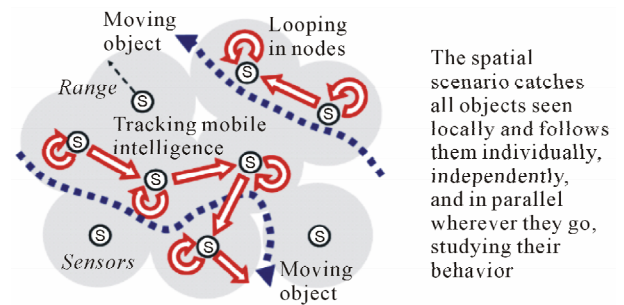 Moving
object
Looping
in nodes
Range
S
S
S
Tracking mobile
intelligence
S
S
S
S
S
S
Sensors
Moving
object
The spatial
scenario catches
all objects seen
locally and follows
them individually,
independently,
and in parallel
wherever they go,
studying their
behavior